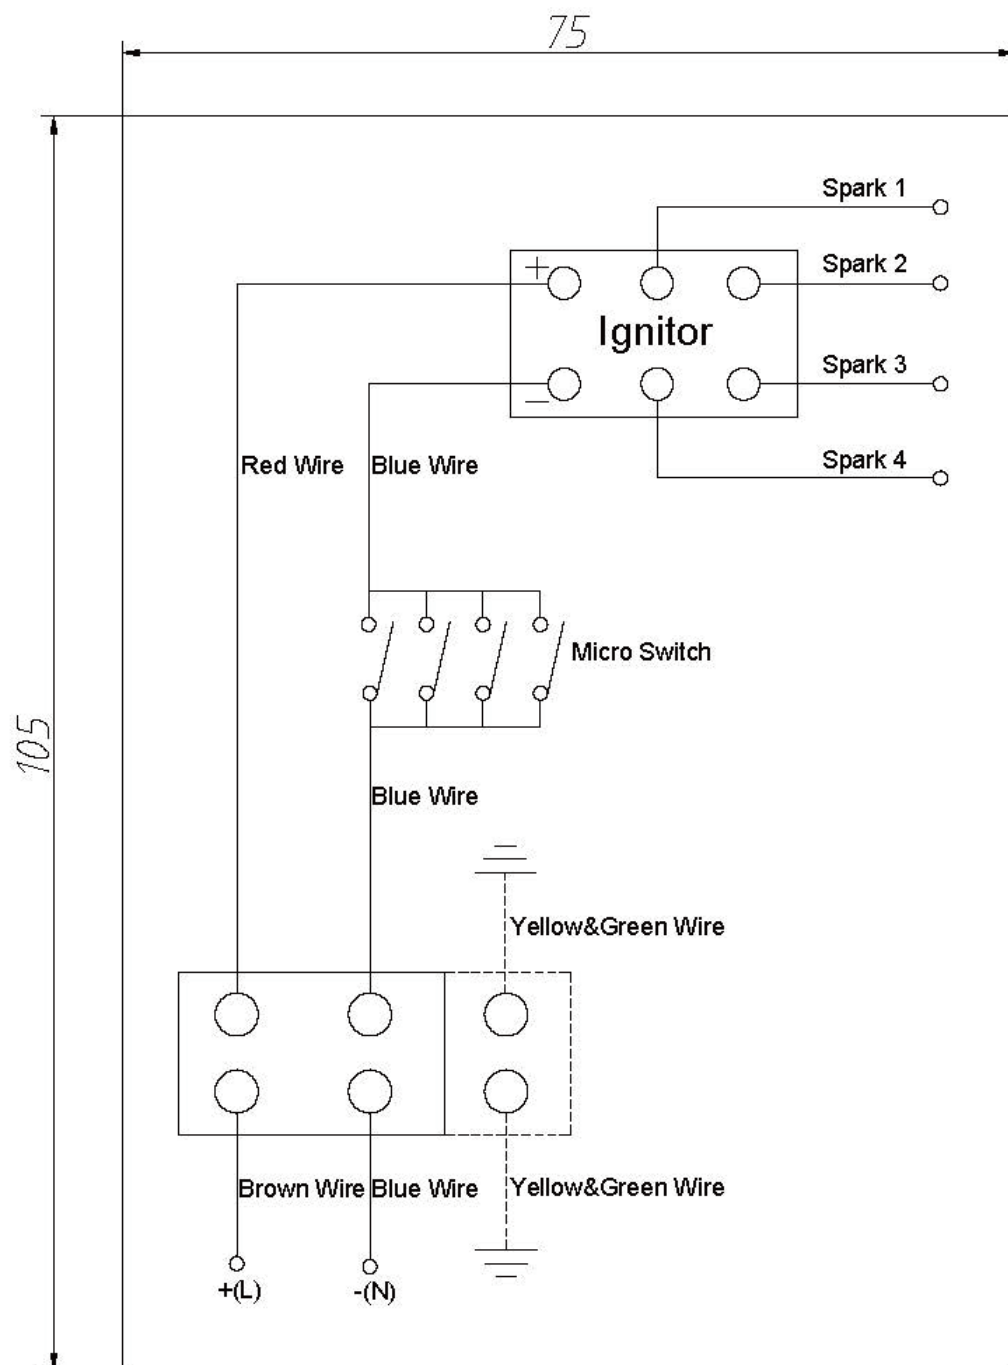 75
Spark 1
Spark 2
+
Ignitor
Spark 3
−
Spark 4
Red Wire
Blue Wire
Micro Switch
105
Blue Wire
Yellow&Green Wire
Brown Wire
Blue Wire
Yellow&Green Wire
+(L)
-(N)